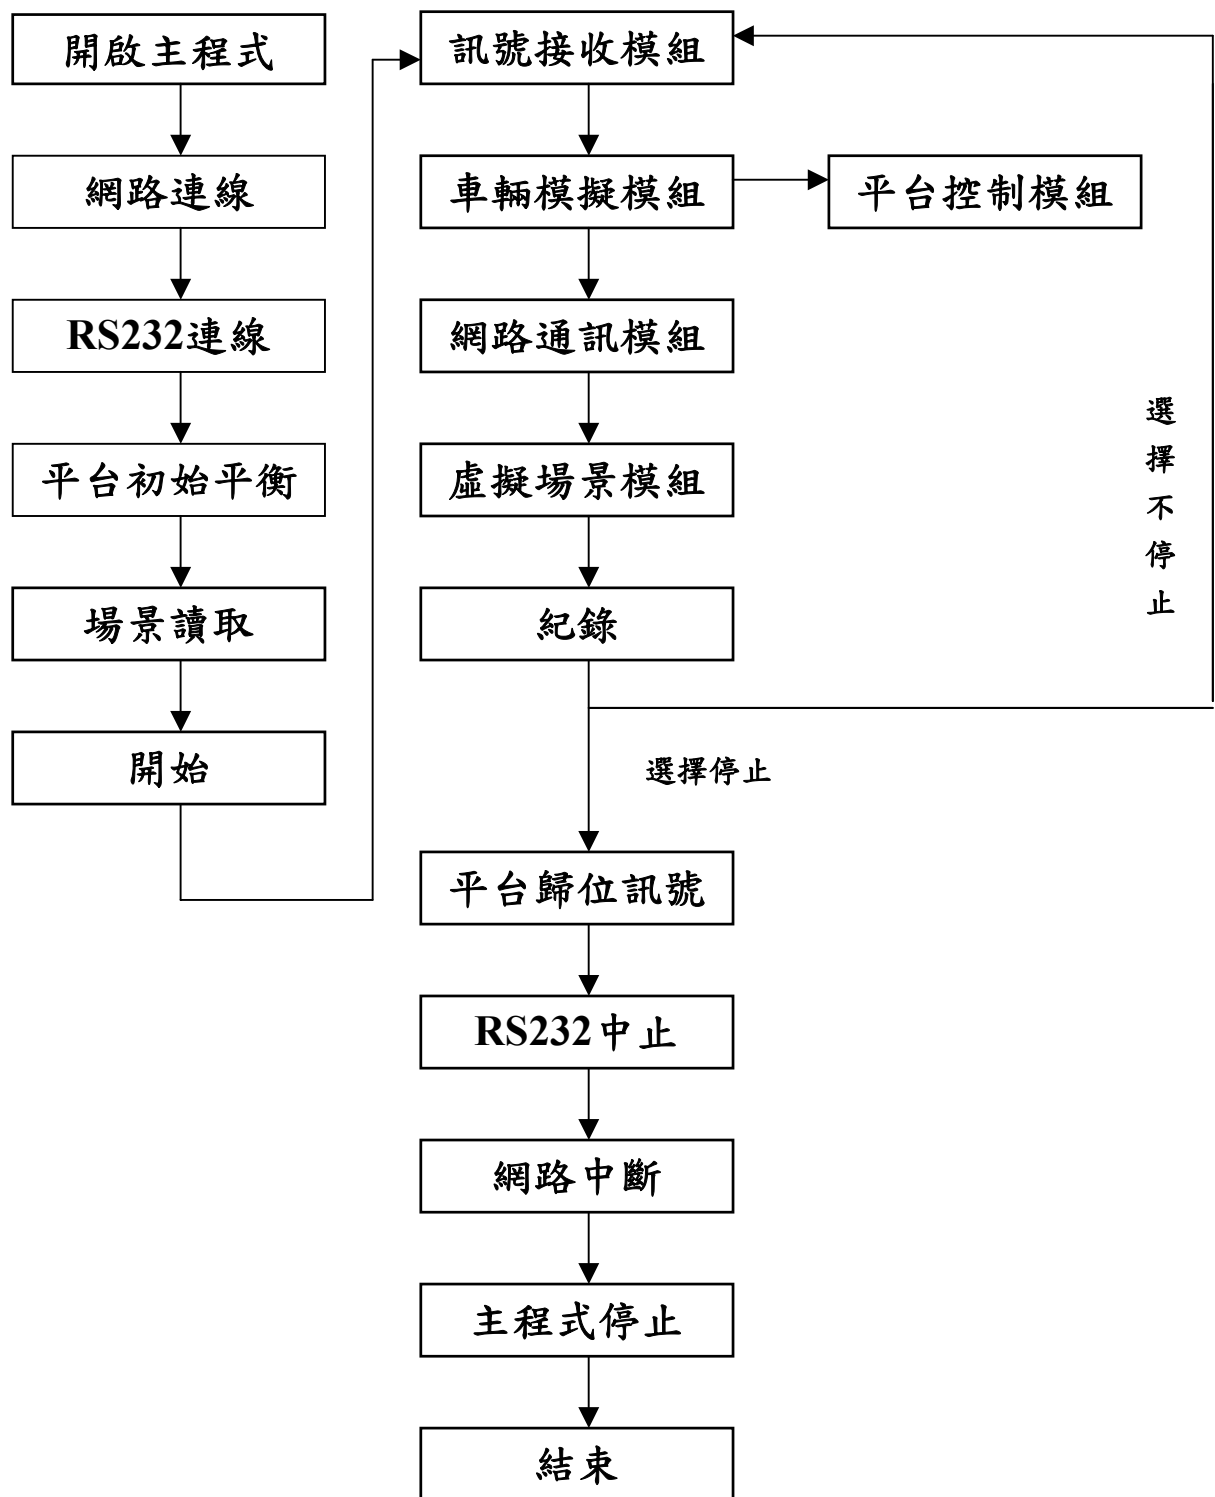 開啟主程式
網路連線
RS232連線
平台初始平衡
場景讀取
開始
訊號接收模組
車輛模擬模組
平台控制模組
網路通訊模組
虛擬場景模組
紀錄
選擇不停止
選擇停止
平台歸位訊號
RS232中止
網路中斷
主程式停止
結束